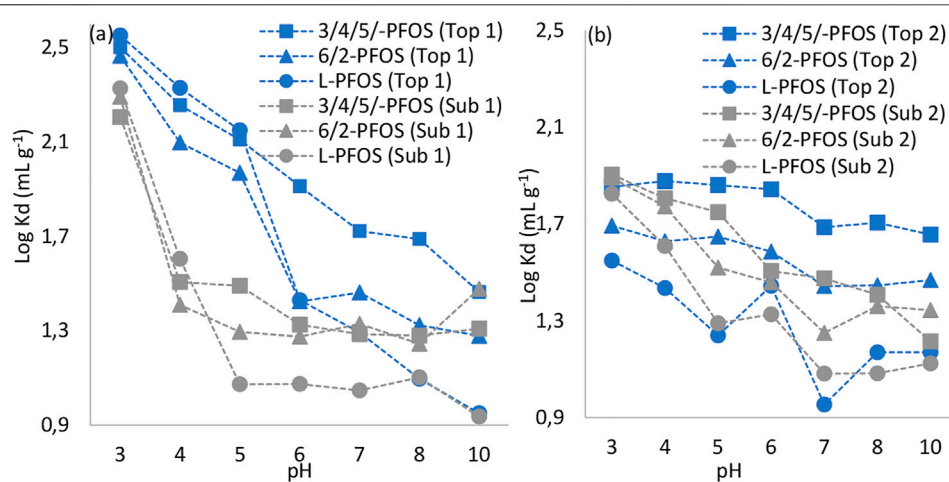 (a)
3/4/5/-PFOS (Top 1)
6/2-PFOS (Top 1)
L-PFOS (Top 1)
3/4/5/-PFOS (Sub 1)
6/2-PFOS (Sub 1)
L-PFOS (Sub 1)
Log Kd (mL g⁻¹)
2,5
2,1
1,7
1,3
0,9
3 4 5 6 7 8 10
pH
(b)
3/4/5/-PFOS (Top 2)
6/2-PFOS (Top 2)
L-PFOS (Top 2)
3/4/5/-PFOS (Sub 2)
6/2-PFOS (Sub 2)
L-PFOS (Sub 2)
Log Kd (mL g⁻¹)
2,5
2,1
1,7
1,3
0,9
3 4 5 6 7 8 10
pH